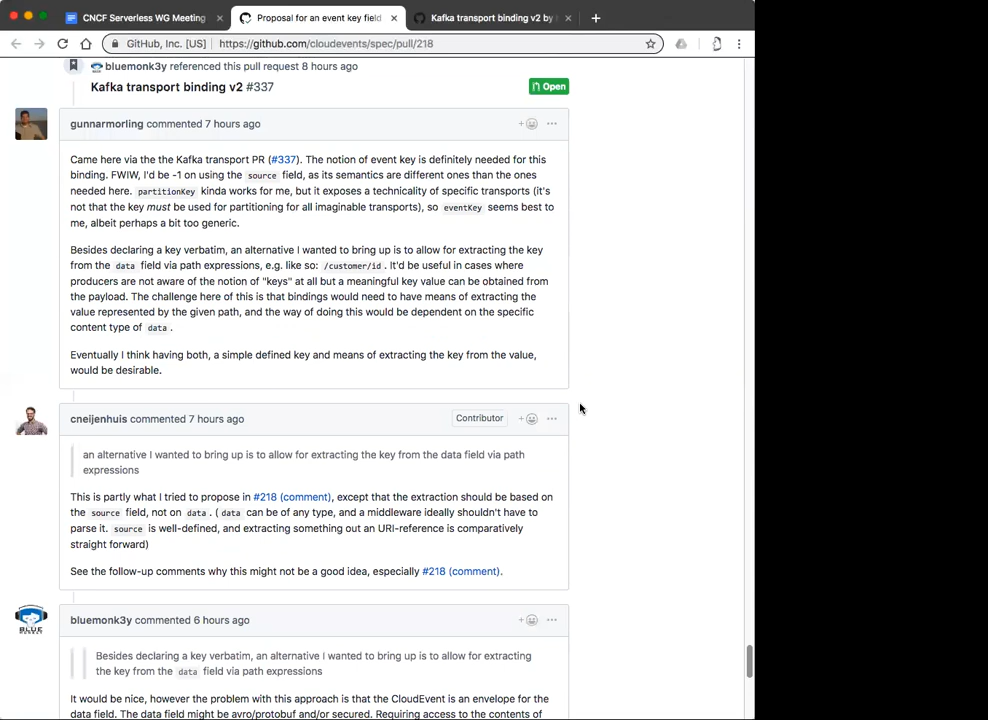 CNCF Serverless WG Meeting
Proposal for an event key field
Kafka transport binding v2 by
GitHub, Inc. [US]
https://github.com/cloudevents/spec/pull/218
bluemonk3y referenced this pull request 8 hours ago
Kafka transport binding v2 #337
Open
gunnarmorling commented 7 hours ago
Came here via the the Kafka transport PR (#337). The notion of event key is definitely needed for this
binding. FWIW, I'd be -1 on using the source field, as its semantics are different ones than the ones
needed here. partitionKey kinda works for me, but it exposes a technicality of specific transports (it's
not that the key must be used for partitioning for all imaginable transports), so eventKey seems best to
me, albeit perhaps a bit too generic.
Besides declaring a key verbatim, an alternative I wanted to bring up is to allow for extracting the key
from the data field via path expressions, e.g. like so: /customer/id. It'd be useful in cases where
producers are not aware of the notion of "keys" at all but a meaningful key value can be obtained from
the payload. The challenge here of this is that bindings would need to have means of extracting the
value represented by the given path, and the way of doing this would be dependent on the specific
content type of data.
Eventually I think having both, a simple defined key and means of extracting the key from the value,
would be desirable.
cneijenhuis commented 7 hours ago
Contributor
an alternative I wanted to bring up is to allow for extracting the key from the data field via path
expressions
This is partly what I tried to propose in #218 (comment), except that the extraction should be based on
the source field, not on data. (data can be of any type, and a middleware ideally shouldn't have to
parse it. source is well-defined, and extracting something out an URI-reference is comparatively
straight forward)
See the follow-up comments why this might not be a good idea, especially #218 (comment).
BLUE
bluemonk3y commented 6 hours ago
Besides declaring a key verbatim, an alternative I wanted to bring up is to allow for extracting
the key from the data field via path expressions
It would be nice, however the problem with this approach is that the CloudEvent is an envelope for the
data field. The data field might be avro/protobuf and/or secured. Requiring access to the contents of